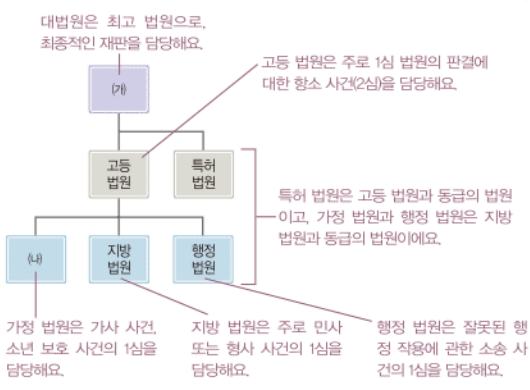 대법원은 최고 법원으로,
최종적인 재판을 담당해요.
(가)
고등 법원은 주로 1심 법원의 판결에
대한 항소 사건(2심)을 담당해요.
고등
법원
특허
법원
특허 법원은 고등 법원과 동급의 법원
이고, 가정 법원과 행정 법원은 지방
법원과 동급의 법원이에요.
(나)
지방
법원
행정
법원
가정 법원은 가사 사건,
소년 보호 사건의 1심을
담당해요.
지방 법원은 주로 민사
또는 형사 사건의 1심을
담당해요.
행정 법원은 잘못된 행
정 작용에 관한 소송 사
건의 1심을 담당해요.